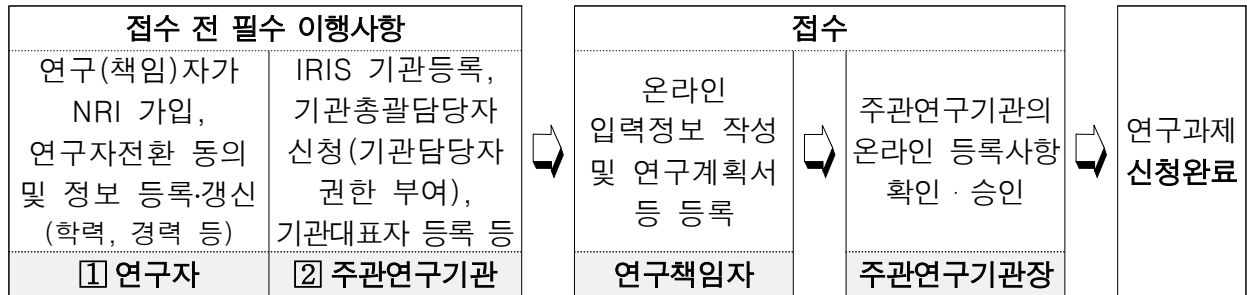 접수 전 필수 이행사항
연구(책임)자가
NRI 가입,
연구자전환 동의
및 정보 등록·갱신
(학력, 경력 등)
1 연구자
IRIS 기관등록,
기관총괄담당자
신청(기관담당자
권한 부여),
기관대표자 등록 등
2 주관연구기관
접수
온라인
입력정보 작성
및 연구계획서
등 등록
연구책임자
주관연구기관의
온라인 등록사항
확인 · 승인
주관연구기관장
연구과제
신청완료